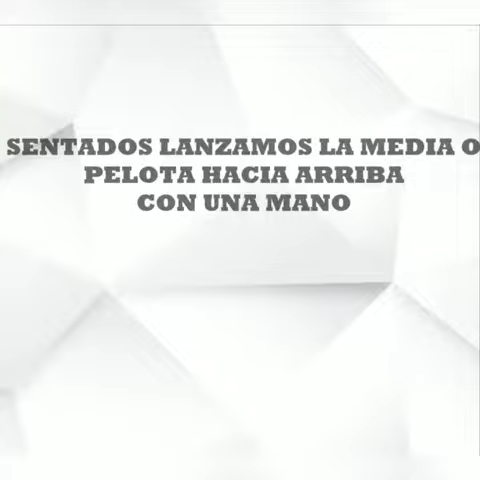 SENTADOS LANZAMOS LA MEDIA O
PELOTA HACIA ARRIBA
CON UNA MANO